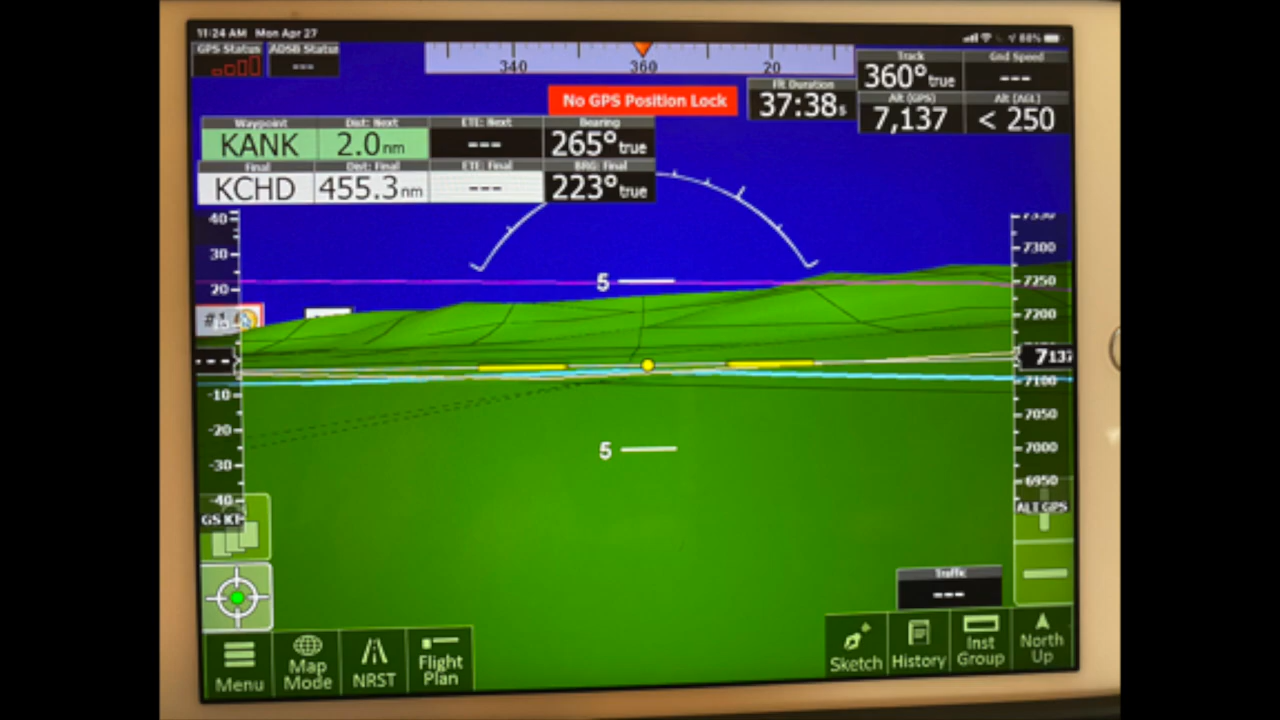 11:24 AM Mon Apr 27
68%
GPS Status ADSB Status
---
340 360 20
Track Gnd Speed
360°true ---
Flt Duration
37:38s
Alt (GPS) Alt (AGL)
7,137 < 250
No GPS Position Lock
Waypoint Dist: Next ETE: Next Bearing
KANK 2.0nm --- 265°true
Final Dist: Final ETE: Final BRG: Final
KCHD 455.3nm --- 223°true
40
30
20
---
-10
-20
-30
-40
GS KT
5
5
7300
7250
7200
7137
7100
7050
7000
6950
ALT GPS
Traffic
---
Menu
Map Mode
NRST
Flight Plan
Sketch
History
Inst Group
North Up